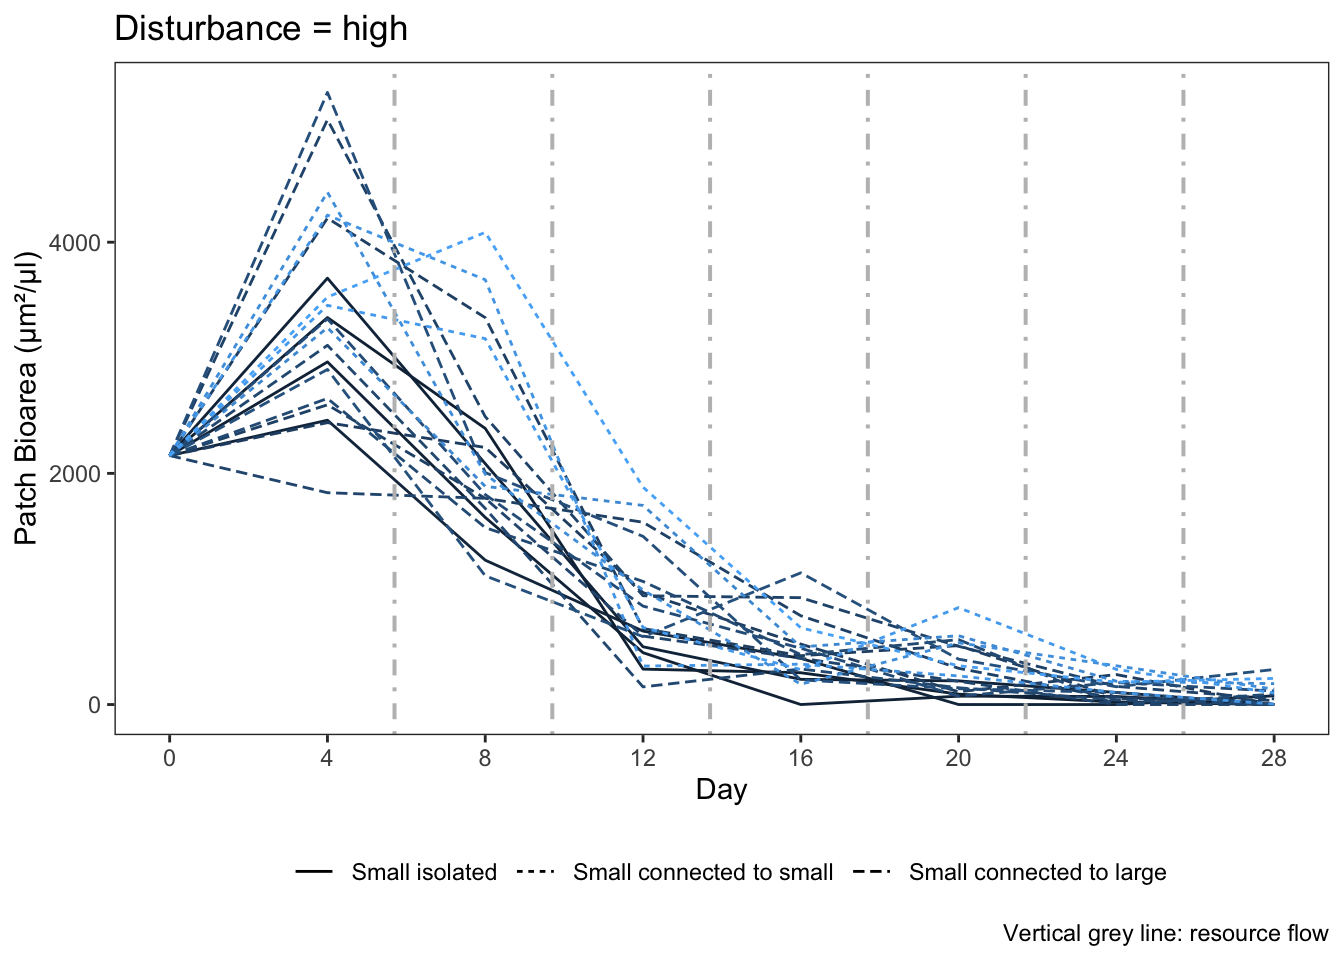 Disturbance = high
Patch Bioarea (μm²/μl)
4000
2000
0
0 4 8 12 16 20 24 28
Day
Small isolated Small connected to small Small connected to large
Vertical grey line: resource flow